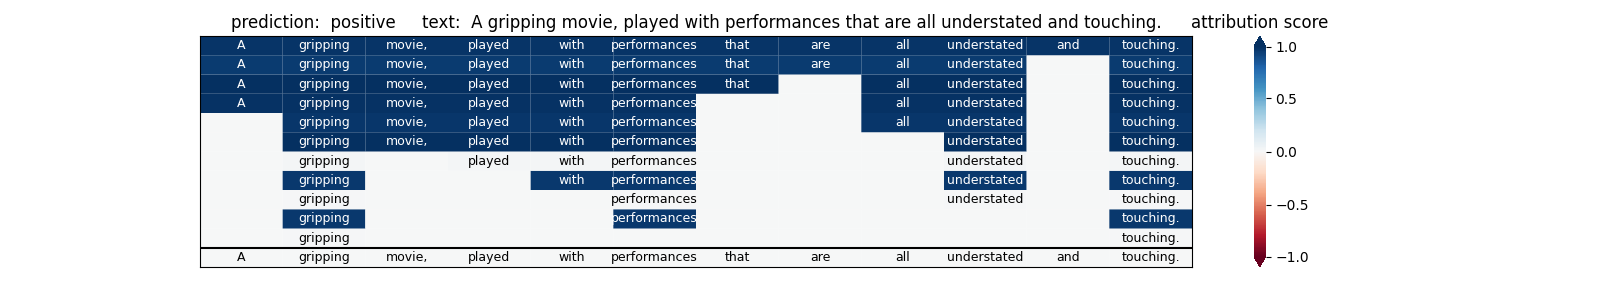 prediction: positive text: A gripping movie, played with performances that are all understated and touching. attribution score
A gripping movie, played with performances that are all understated and touching. 1.0
A gripping movie, played with performances that are all understated touching.
A gripping movie, played with performances that all understated touching.
A gripping movie, played with performances all understated touching. 0.5
gripping movie, played with performances all understated touching.
gripping movie, played with performances understated touching.
gripping played with performances understated touching. 0.0
gripping with performances understated touching.
gripping performances understated touching. −0.5
gripping performances touching.
gripping touching.
A gripping movie, played with performances that are all understated and touching. −1.0